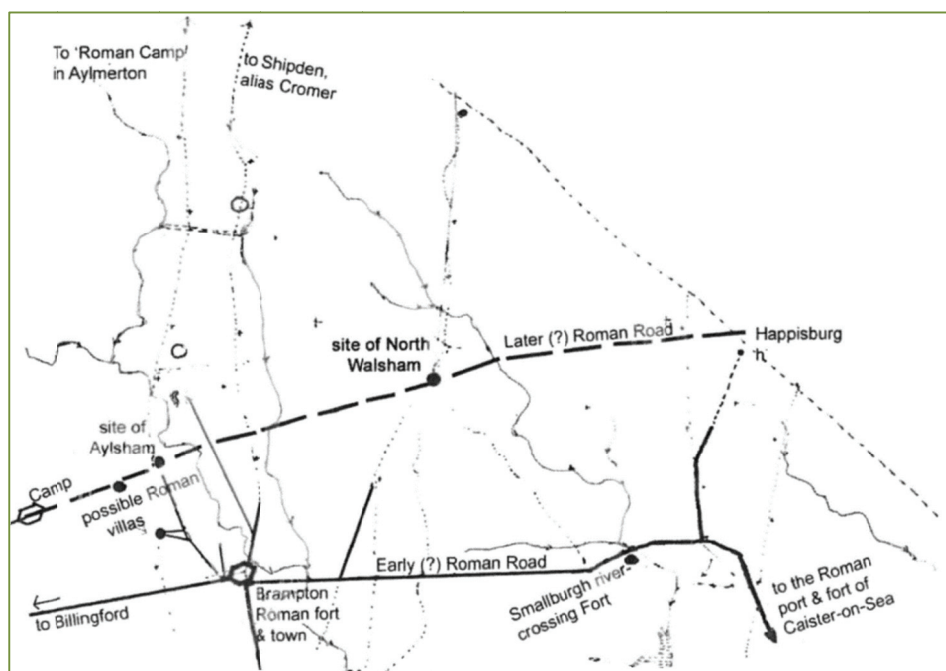 To 'Roman Camp'
in Aylmerton
to Shipden,
alias Cromer
site of North
Walsham
Later (?) Roman Road
Happisburg
h
site of
Aylsham
Camp
possible Roman
villas
Early (?) Roman Road
Smallburgh river-
crossing Fort
to Billingford
Brampton
Roman fort
& town
to the Roman
port & fort of
Caister-on-Sea